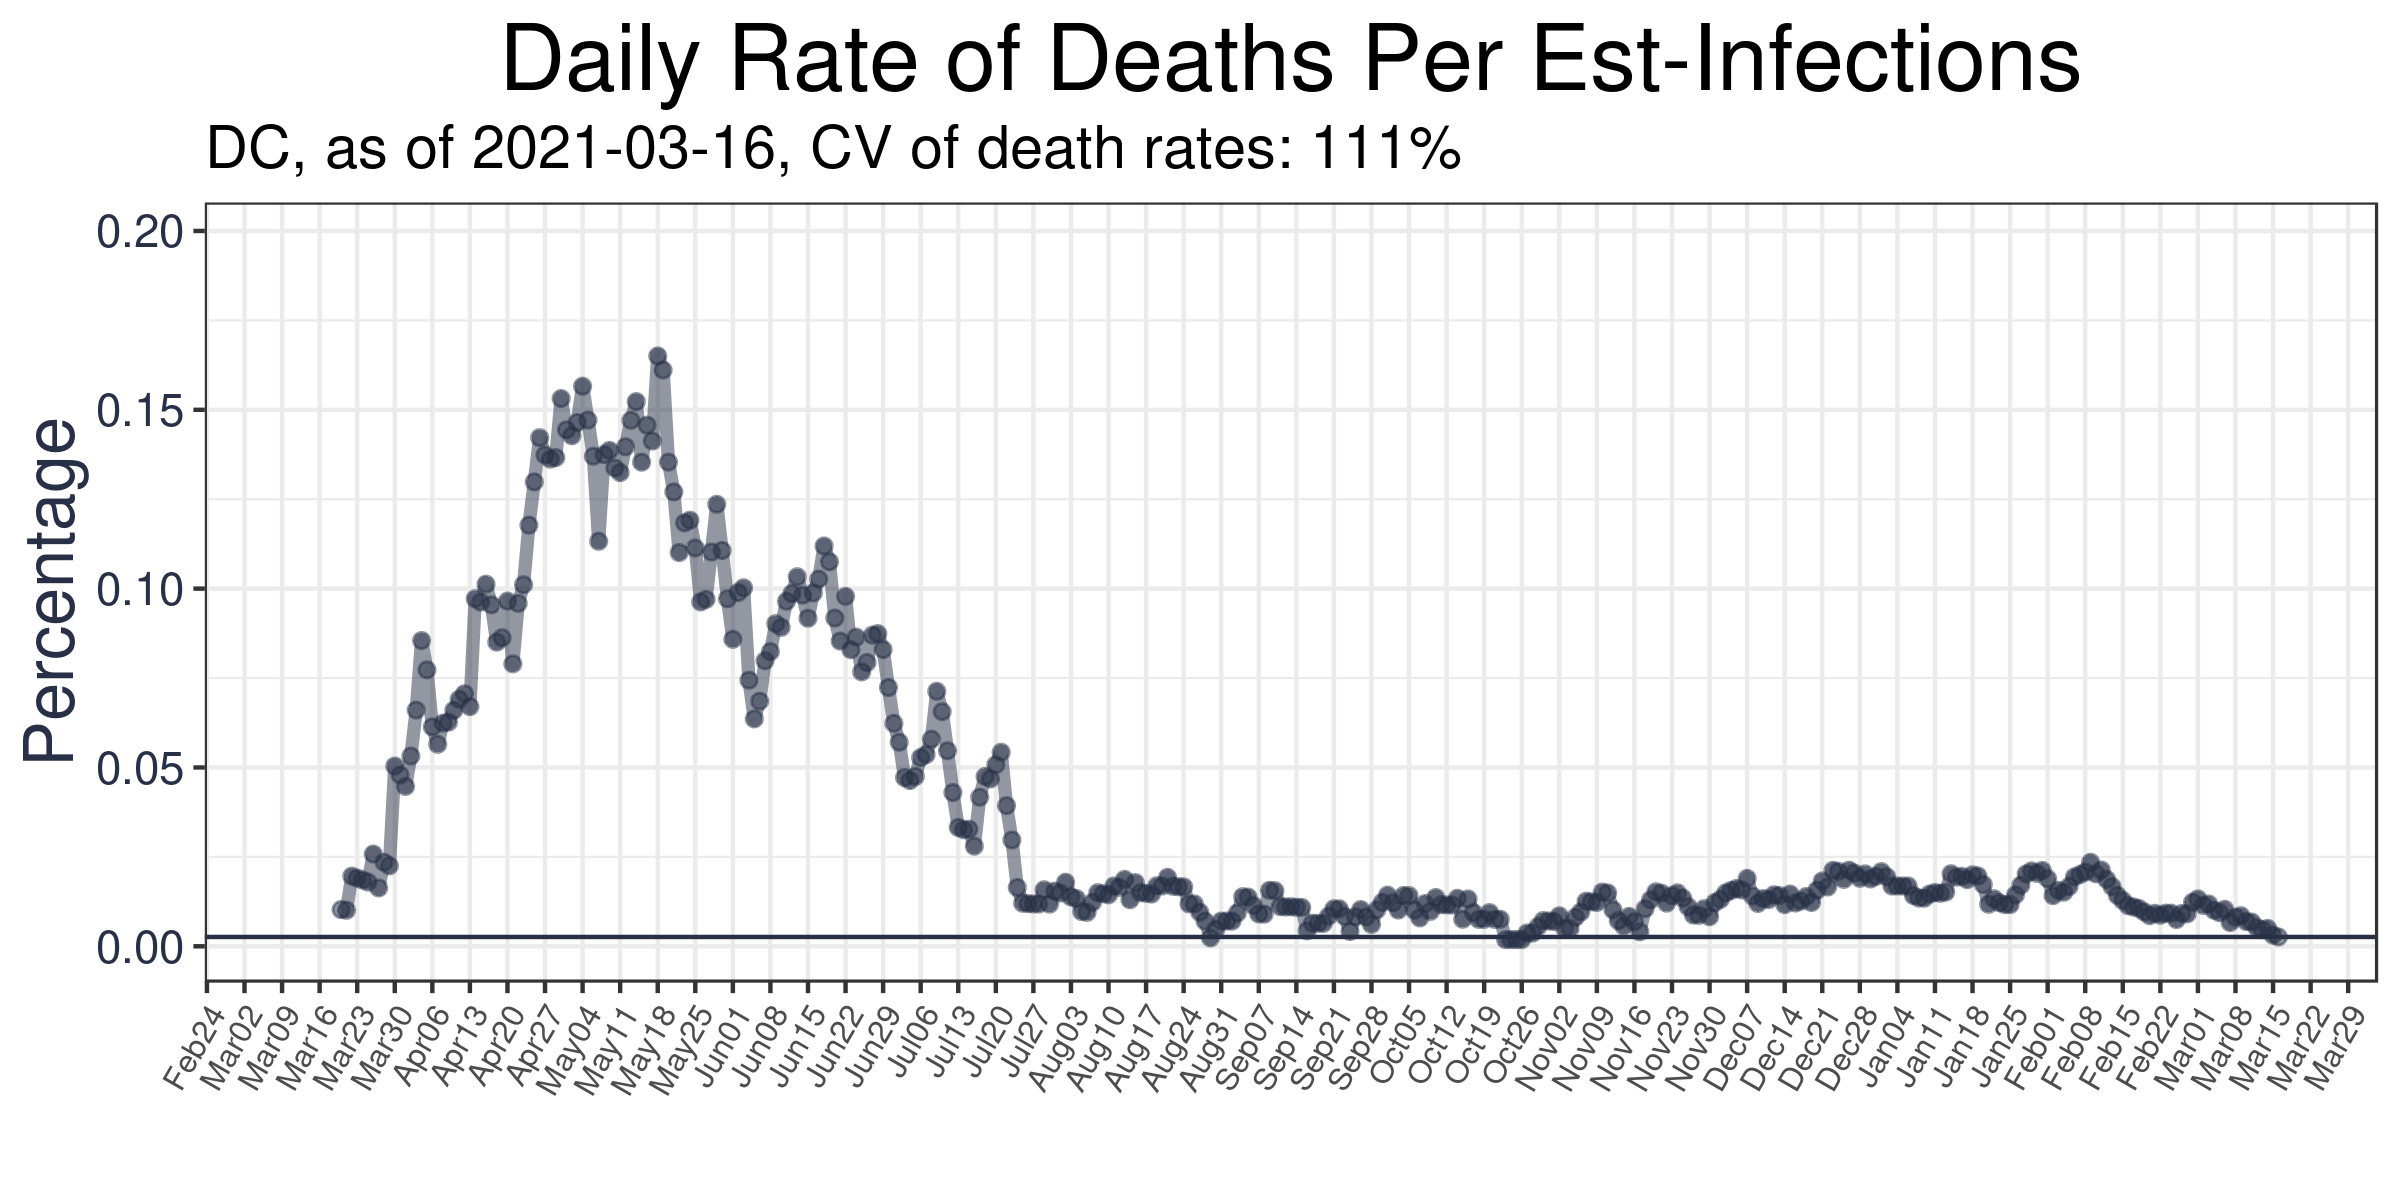 Daily Rate of Deaths Per Est-Infections
DC, as of 2021-03-16, CV of death rates: 111%
Percentage
0.20
0.15
0.10
0.05
0.00
Feb24
Mar02
Mar09
Mar16
Mar23
Mar30
Apr06
Apr13
Apr20
Apr27
May04
May11
May18
May25
Jun01
Jun08
Jun15
Jun22
Jun29
Jul06
Jul13
Jul20
Jul27
Aug03
Aug10
Aug17
Aug24
Aug31
Sep07
Sep14
Sep21
Sep28
Oct05
Oct12
Oct19
Oct26
Nov02
Nov09
Nov16
Nov23
Nov30
Dec07
Dec14
Dec21
Dec28
Jan04
Jan11
Jan18
Jan25
Feb01
Feb08
Feb15
Feb22
Mar01
Mar08
Mar15
Mar22
Mar29